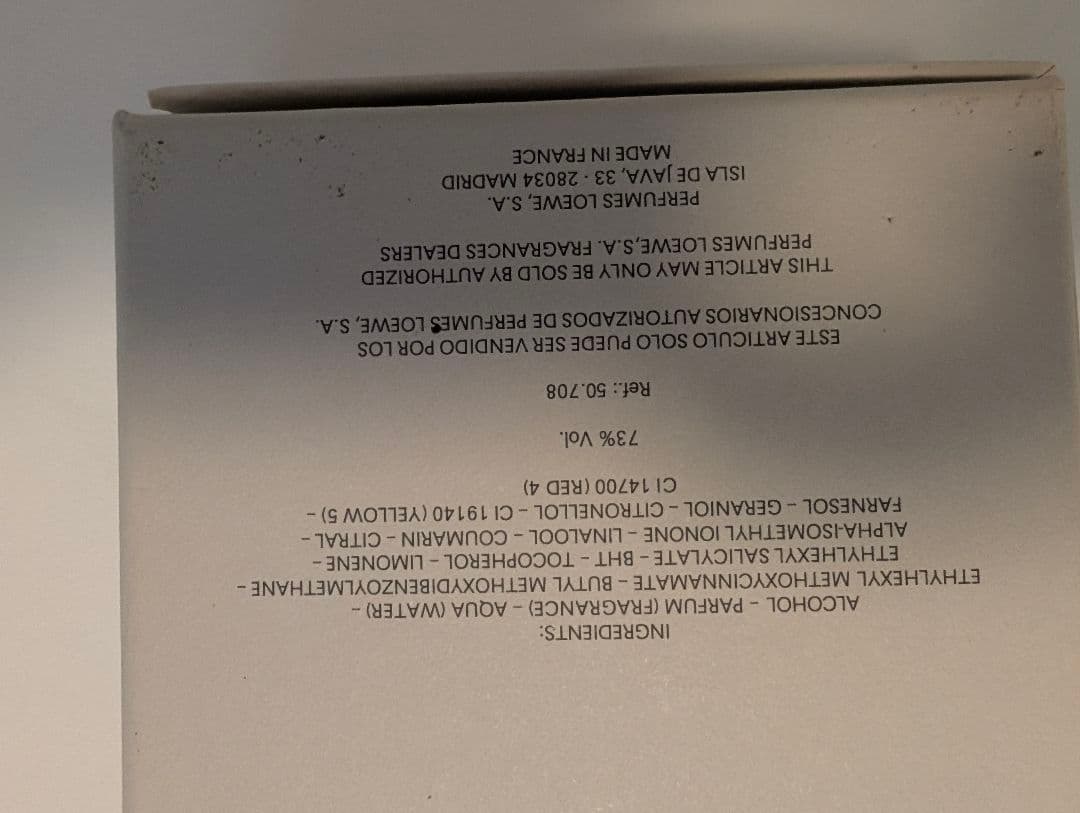 INGREDIENTS:
ALCOHOL - PARFUM (FRAGRANCE) - AQUA (WATER) -
ETHYLHEXYL METHOXYCINNAMATE - BUTYL METHOXYDIBENZOYLMETHANE -
ETHYLHEXYL SALICYLATE - BHT - TOCOPHEROL - LIMONENE -
ALPHA-ISOMETHYL IONONE - LINALOOL - COUMARIN - CITRAL -
FARNESOL - GERANIOL - CITRONELLOL - CI 19140 (YELLOW 5) -
CI 14700 (RED 4)
73% Vol.
Ref.: 50.708
ESTE ARTICULO SOLO PUEDE SER VENDIDO POR LOS
CONCESIONARIOS AUTORIZADOS DE PERFUMES LOEWE, S.A.
THIS ARTICLE MAY ONLY BE SOLD BY AUTHORIZED
PERFUMES LOEWE,S.A. FRAGRANCES DEALERS
PERFUMES LOEWE, S.A.
ISLA DE JAVA, 33 · 28034 MADRID
MADE IN FRANCE